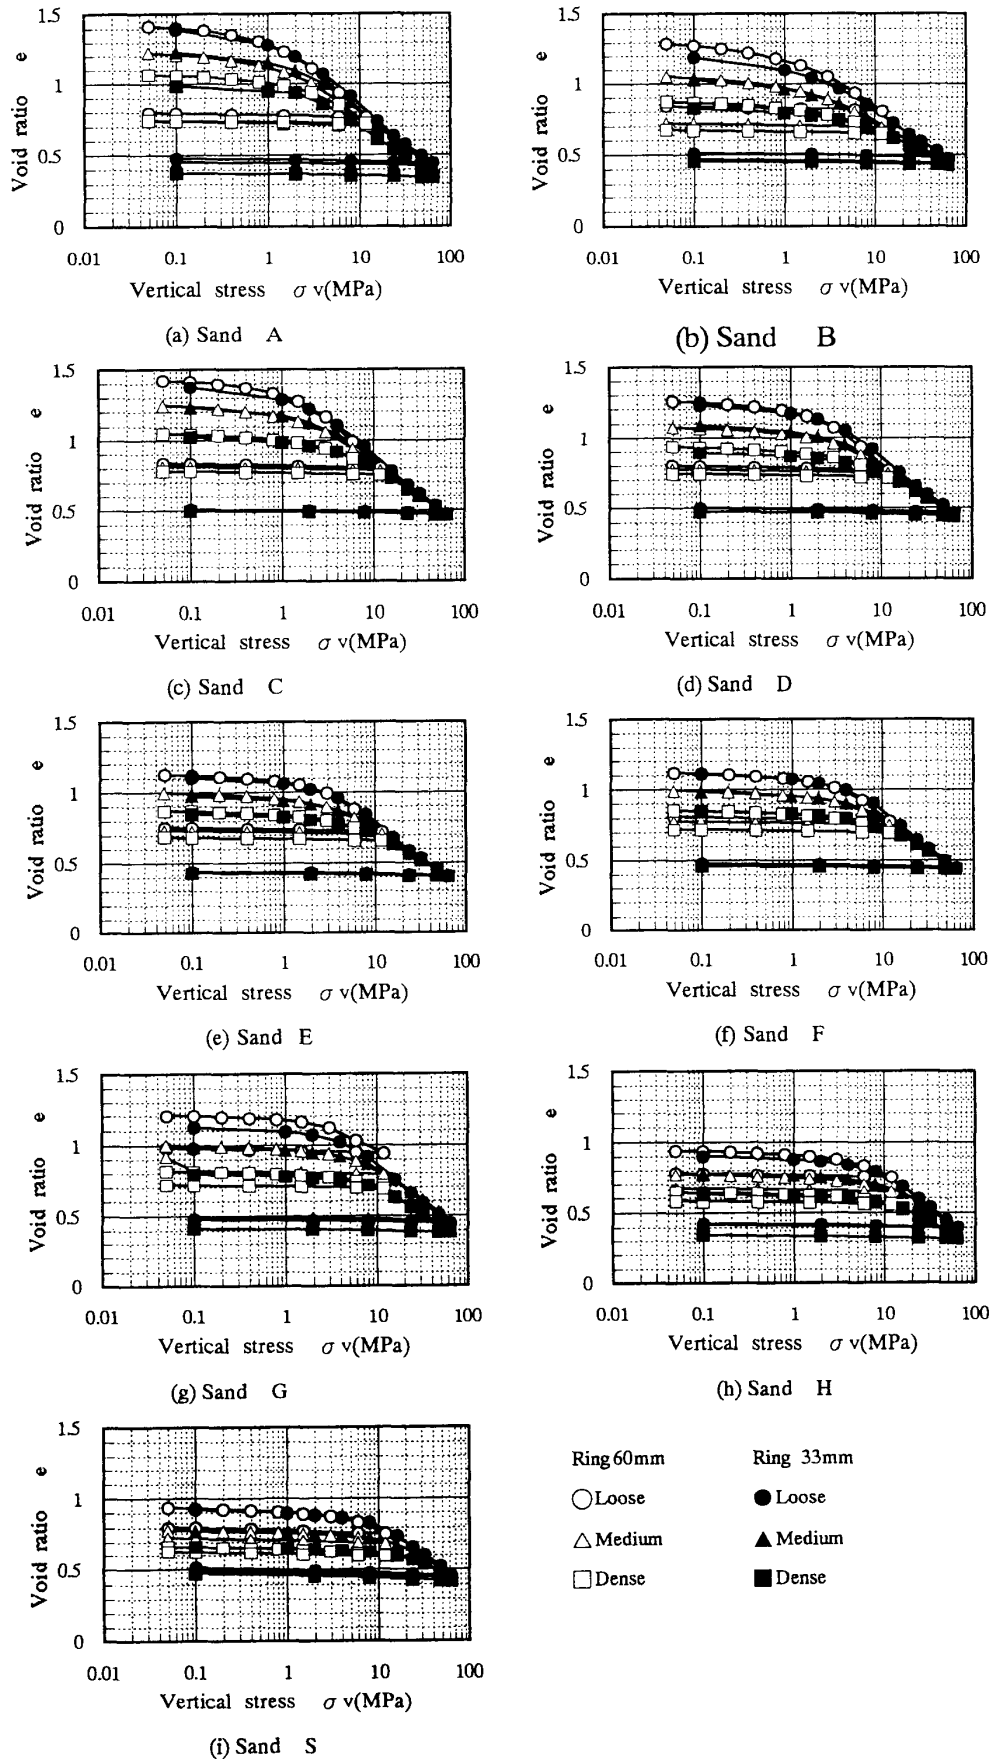 1.5
1
0.5
0
Void ratio e
0.01 0.1 1 10 100
Vertical stress σ v(MPa)
(a) Sand A
1.5
1
0.5
0
Void ratio e
0.01 0.1 1 10 100
Vertical stress σ v(MPa)
(b) Sand B
1.5
1
0.5
0
Void ratio e
0.01 0.1 1 10 100
Vertical stress σ v(MPa)
(c) Sand C
1.5
1
0.5
0
Void ratio e
0.01 0.1 1 10 100
Vertical stress σ v(MPa)
(d) Sand D
1.5
1
0.5
0
Void ratio e
0.01 0.1 1 10 100
Vertical stress σ v(MPa)
(e) Sand E
1.5
1
0.5
0
Void ratio e
0.01 0.1 1 10 100
Vertical stress σ v(MPa)
(f) Sand F
1.5
1
0.5
0
Void ratio e
0.01 0.1 1 10 100
Vertical stress σ v(MPa)
(g) Sand G
1.5
1
0.5
0
Void ratio e
0.01 0.1 1 10 100
Vertical stress σ v(MPa)
(h) Sand H
1.5
1
0.5
0
Void ratio e
0.01 0.1 1 10 100
Vertical stress σ v(MPa)
(i) Sand S
Ring 60mm Ring 33mm
Loose Loose
Medium Medium
Dense Dense